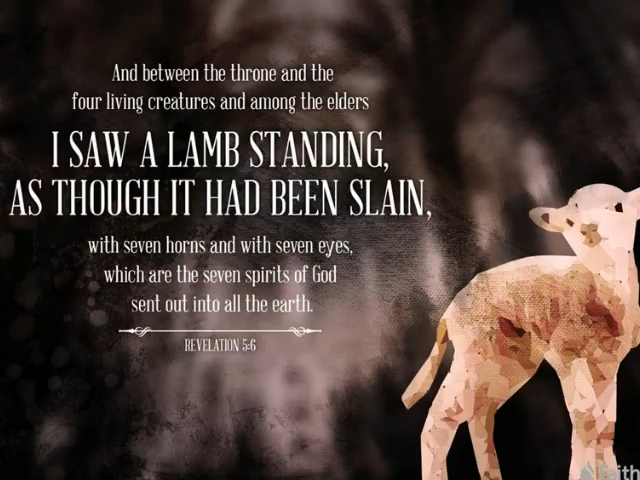 And between the throne and the
four living creatures and among the elders
I SAW A LAMB STANDING,
AS THOUGH IT HAD BEEN SLAIN,
with seven horns and with seven eyes,
which are the seven spirits of God
sent out into all the earth.
REVELATION 5:6
faith